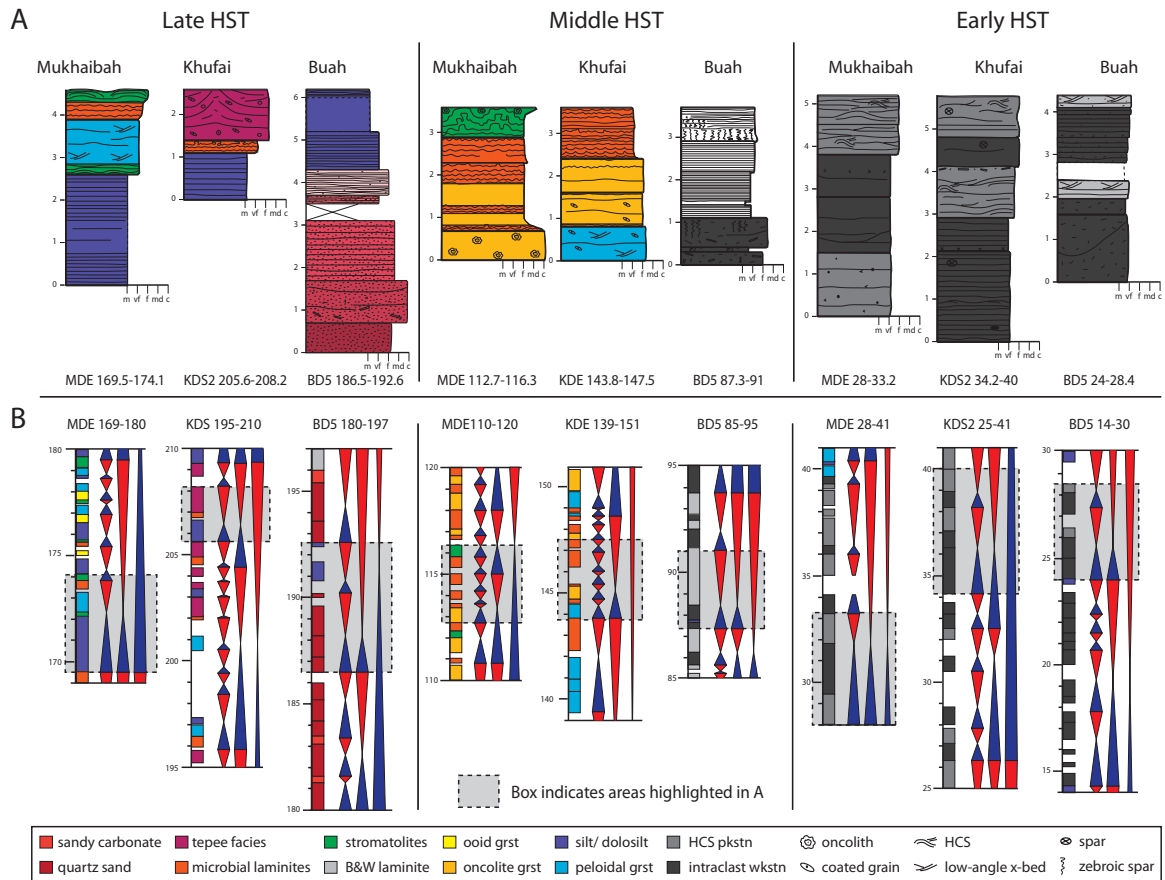 A
Late HST
Middle HST
Early HST
Mukhaibah
Khufai
Buah
Mukhaibah
Khufai
Buah
Mukhaibah
Khufai
Buah
4
3
2
1
0
m vf f md c
2
1
0
m vf f md c
6
5
4
3
2
1
0
m vf f md c
3
2
1
0
m vf f md c
3
2
1
0
m vf f md c
3
2
1
0
m vf f md c
5
4
3
2
1
0
m vf f md c
5
4
3
2
1
0
m vf f md c
4
3
2
1
0
m vf f md c
MDE 169.5-174.1
KDS2 205.6-208.2
BD5 186.5-192.6
MDE 112.7-116.3
KDE 143.8-147.5
BD5 87.3-91
MDE 28-33.2
KDS2 34.2-40
BD5 24-28.4
B
MDE 169-180
KDS 195-210
BD5 180-197
MDE110-120
KDE 139-151
BD5 85-95
MDE 28-41
KDS2 25-41
BD5 14-30
180
175
170
210
205
200
195
195
190
185
180
120
115
110
150
145
140
95
90
85
40
35
30
40
35
30
25
30
25
20
15
Box indicates areas highlighted in A
sandy carbonate
tepee facies
stromatolites
ooid grst
silt/ dolosilt
HCS pkstn
oncolith
HCS
spar
quartz sand
microbial laminites
B&W laminite
oncolite grst
peloidal grst
intraclast wkstn
coated grain
low-angle x-bed
zebroic spar